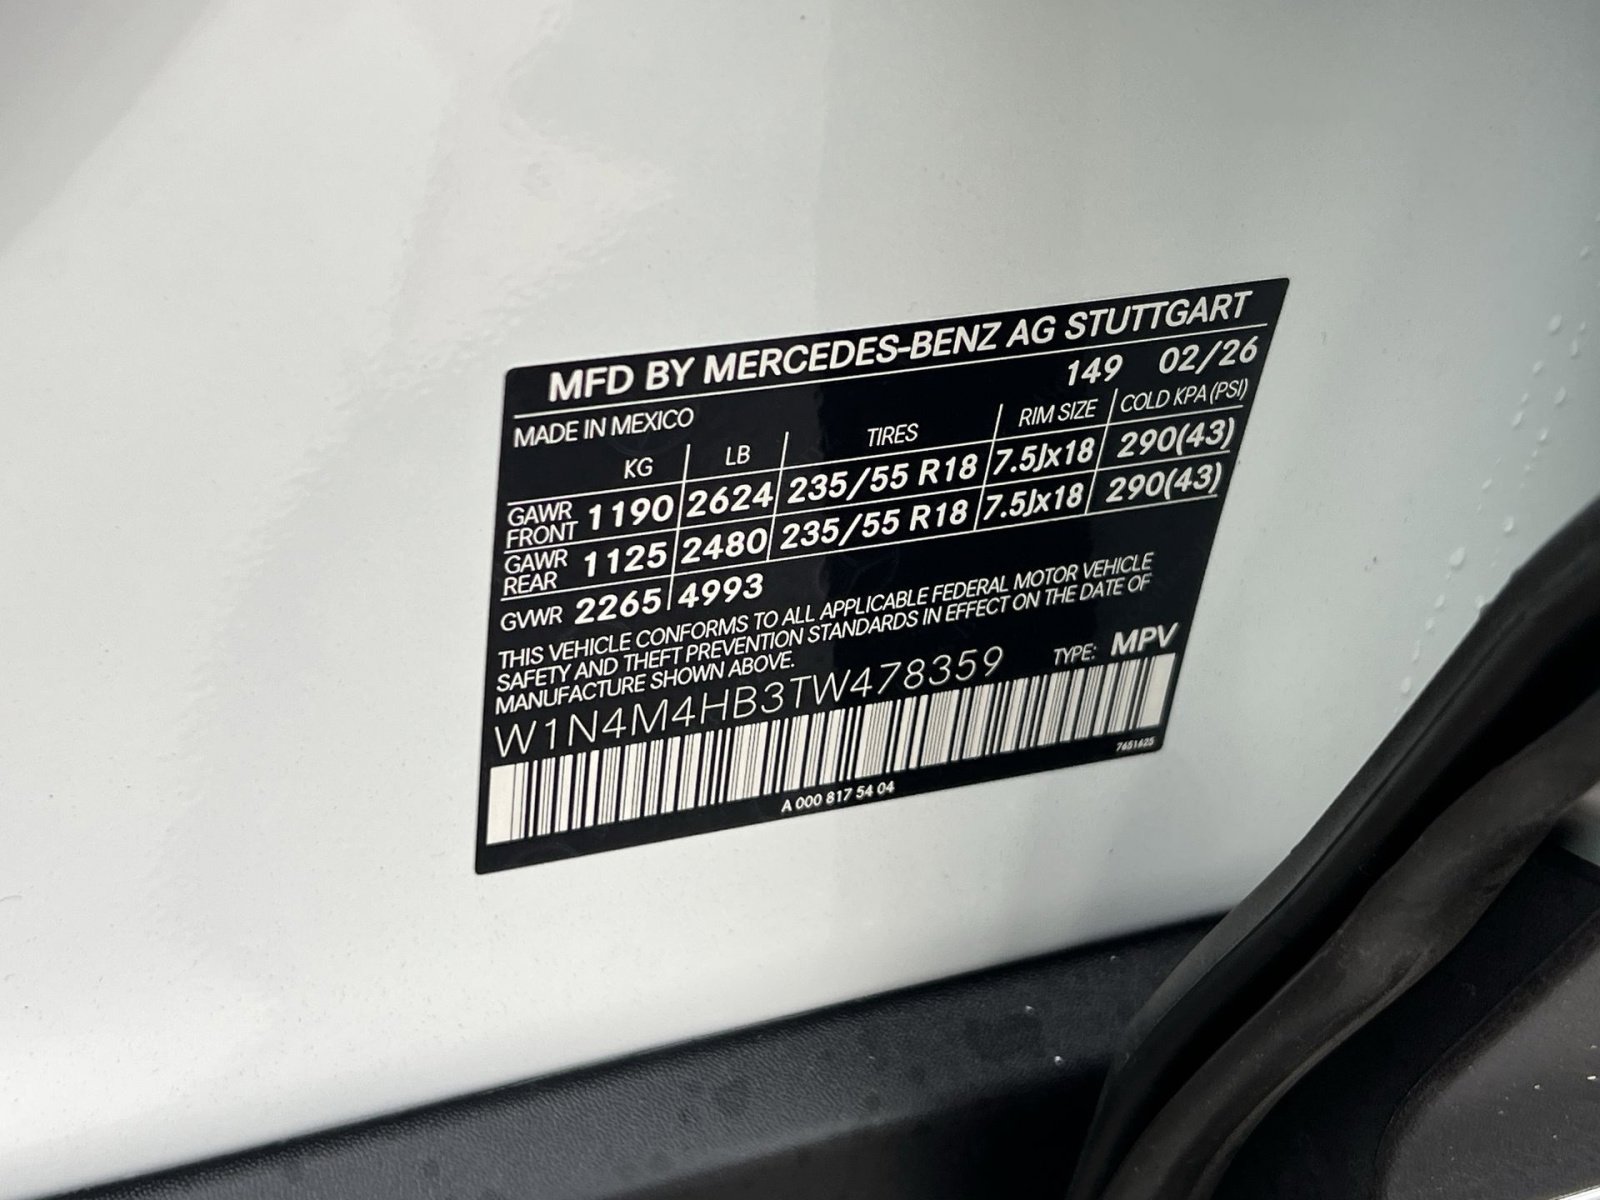 MFD BY MERCEDES-BENZ AG STUTTGART
149 02/26
MADE IN MEXICO
KG LB TIRES RIM SIZE COLD KPA (PSI)
GAWR FRONT 1190 2624 235/55 R18 7.5Jx18 290(43)
GAWR REAR 1125 2480 235/55 R18 7.5Jx18 290(43)
GVWR 2265 4993
THIS VEHICLE CONFORMS TO ALL APPLICABLE FEDERAL MOTOR VEHICLE
SAFETY AND THEFT PREVENTION STANDARDS IN EFFECT ON THE DATE OF
MANUFACTURE SHOWN ABOVE.
W1N4M4HB3TW478359 TYPE: MPV
7651625
A 000 817 54 04